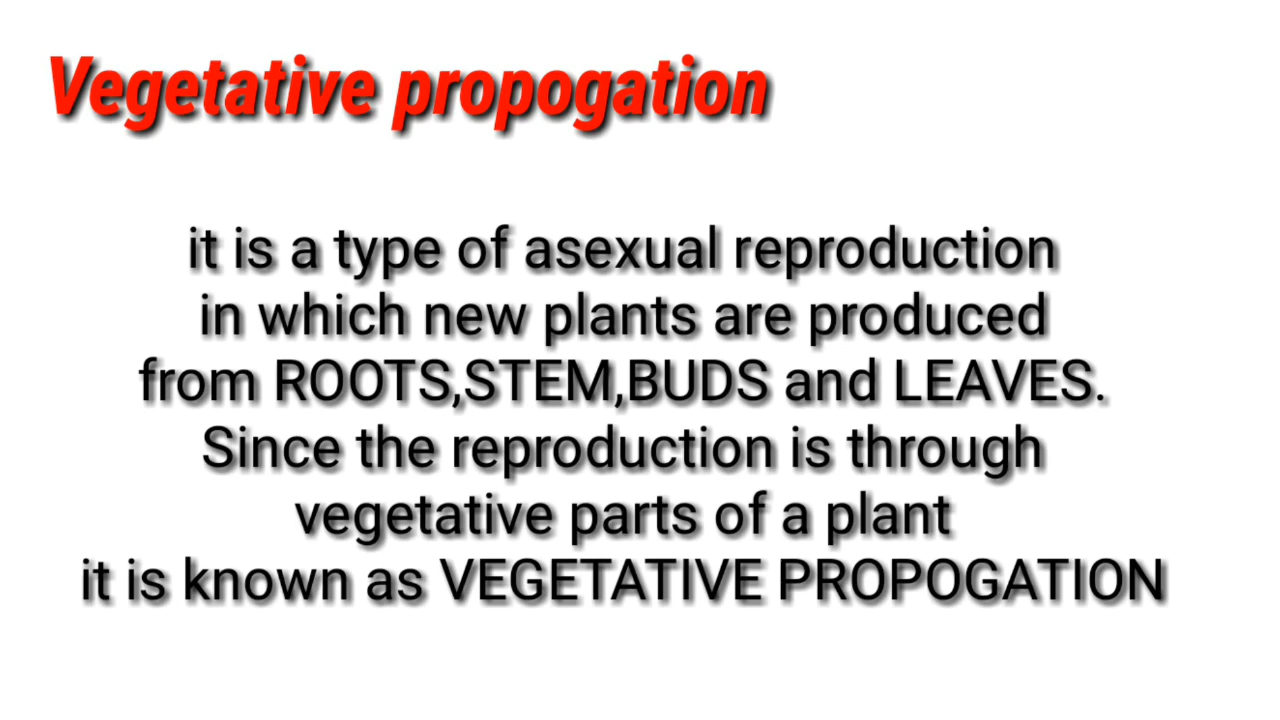 Vegetative propogation
it is a type of asexual reproduction
in which new plants are produced
from ROOTS,STEM,BUDS and LEAVES.
Since the reproduction is through
vegetative parts of a plant
it is known as VEGETATIVE PROPOGATION